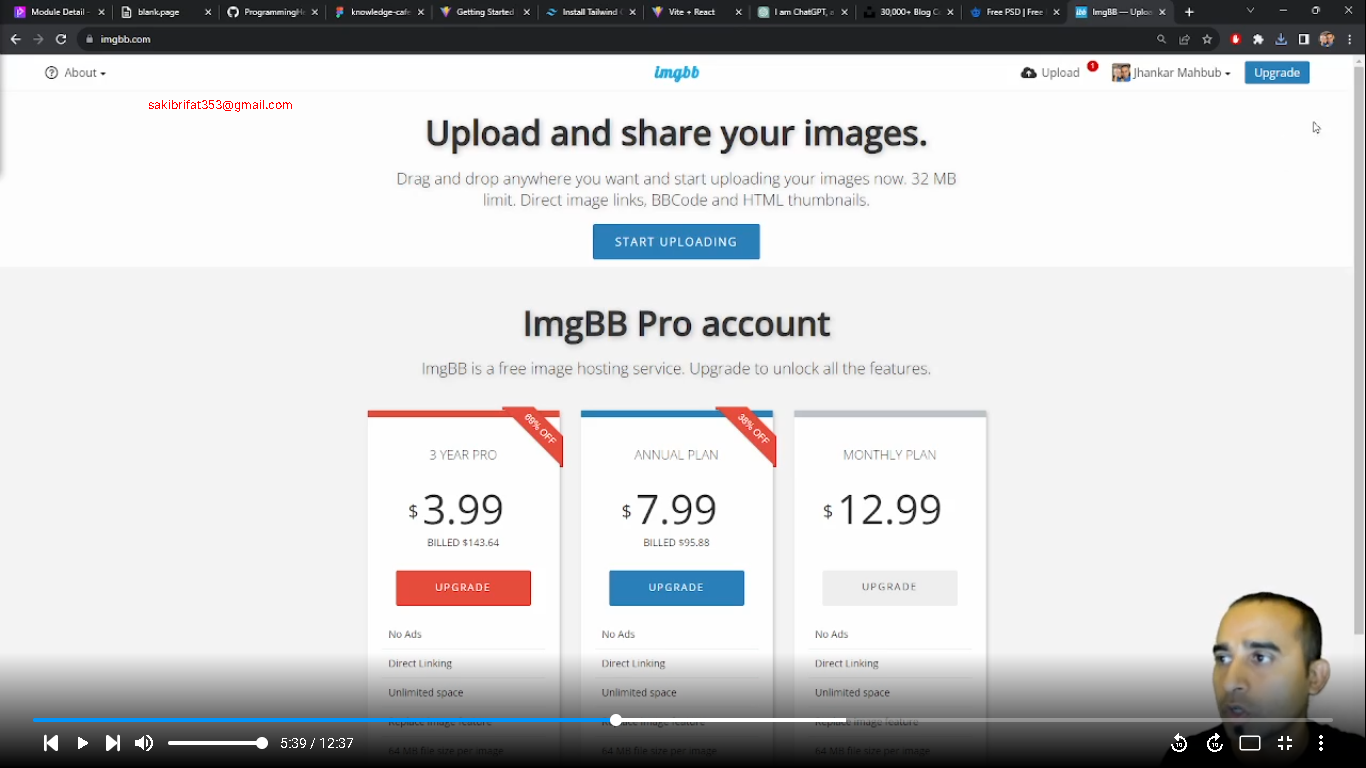 Module Detail -
blank.page
ProgrammingHe
knowledge-cafe
Getting Started
Install Tailwind C
Vite + React
I am ChatGPT, a
30,000+ Blog Co
Free PSD | Free
ImgBB — Uploa
imgbb.com
About
imgbb
Upload
1
Jhankar Mahbub
Upgrade
sakibrifat353@gmail.com
Upload and share your images.
Drag and drop anywhere you want and start uploading your images now. 32 MB
limit. Direct image links, BBCode and HTML thumbnails.
START UPLOADING
ImgBB Pro account
ImgBB is a free image hosting service. Upgrade to unlock all the features.
3 YEAR PRO
$3.99
BILLED $143.64
UPGRADE
No Ads
Direct Linking
Unlimited space
Replace image feature
64 MB file size per image
38% OFF
ANNUAL PLAN
$7.99
BILLED $95.88
UPGRADE
No Ads
Direct Linking
Unlimited space
Replace image feature
64 MB file size per image
MONTHLY PLAN
$12.99
UPGRADE
No Ads
Direct Linking
Unlimited space
Replace image feature
64 MB file size per image
5:39 / 12:37
10
10